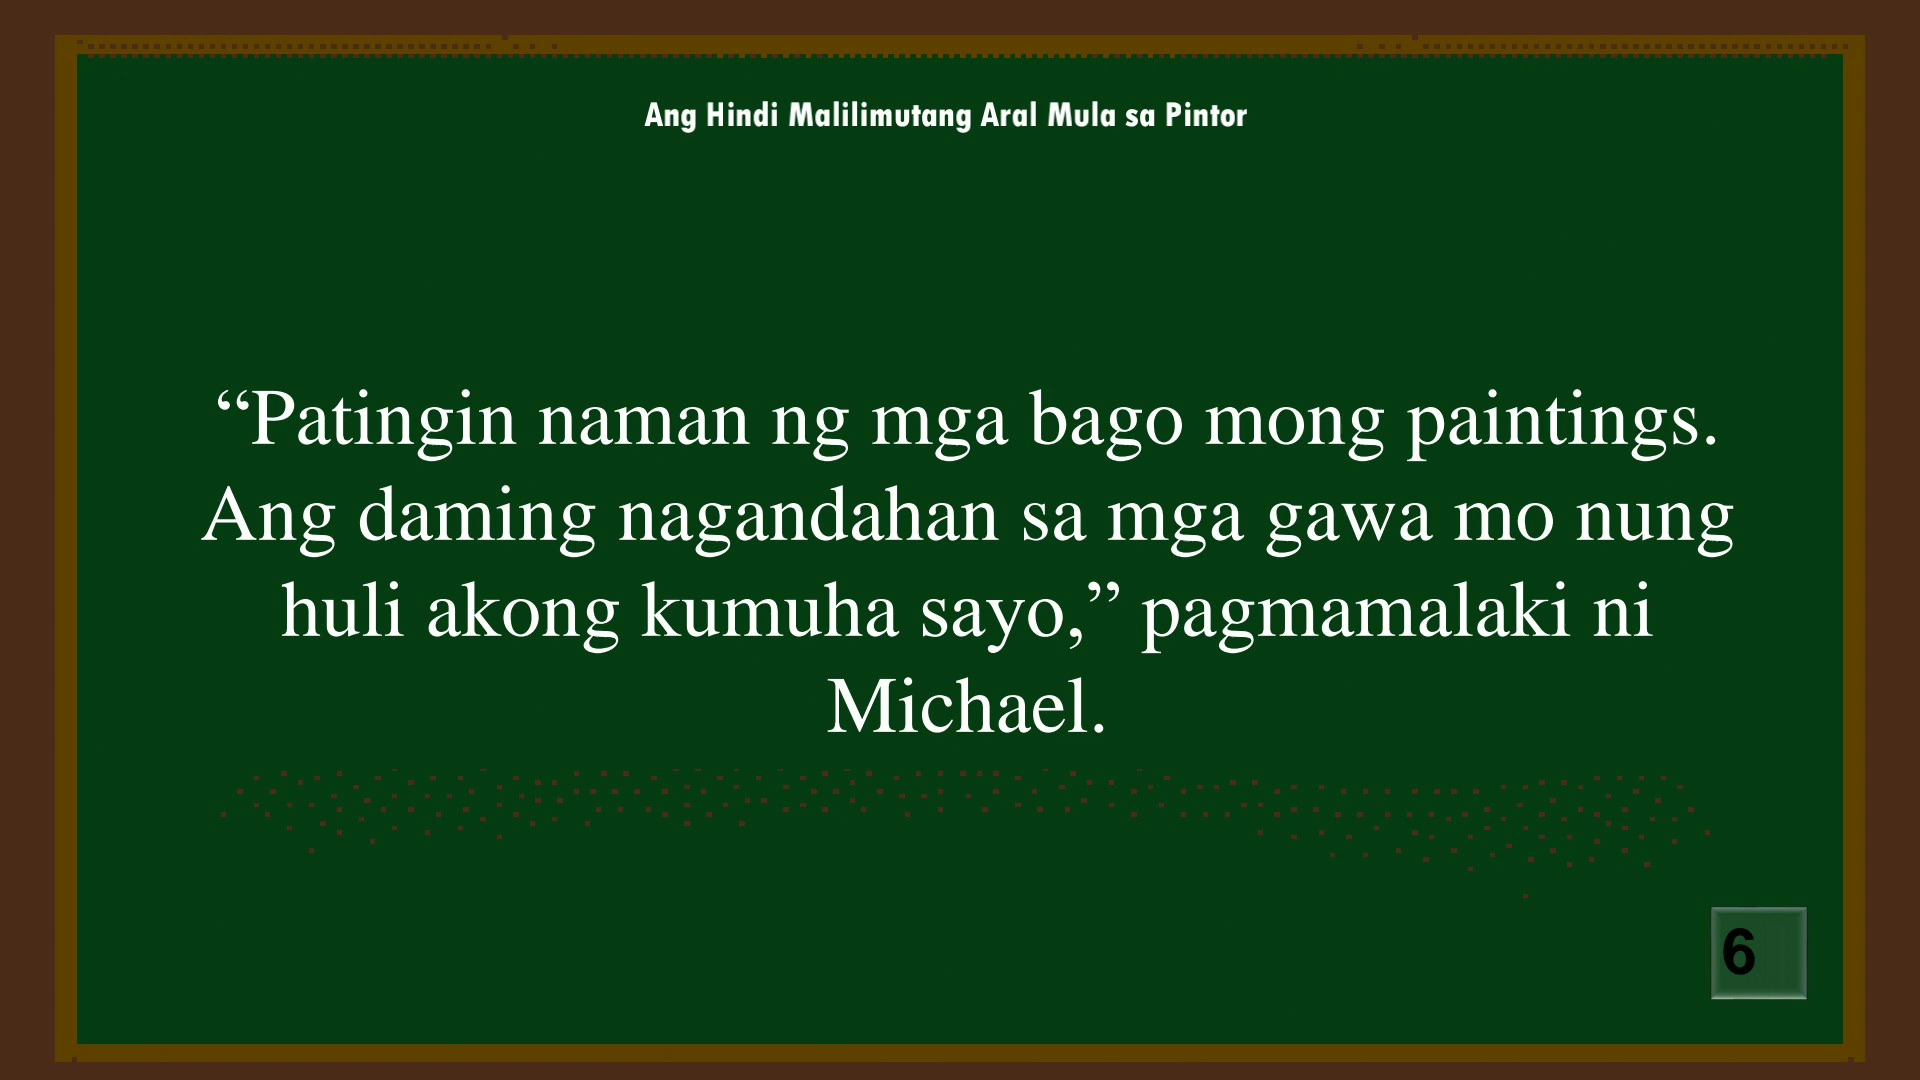 Ang Hindi Malilimutang Aral Mula sa Pintor
“Patingin naman ng mga bago mong paintings.
Ang daming nagandahan sa mga gawa mo nung
huli akong kumuha sayo,” pagmamalaki ni
Michael.
6